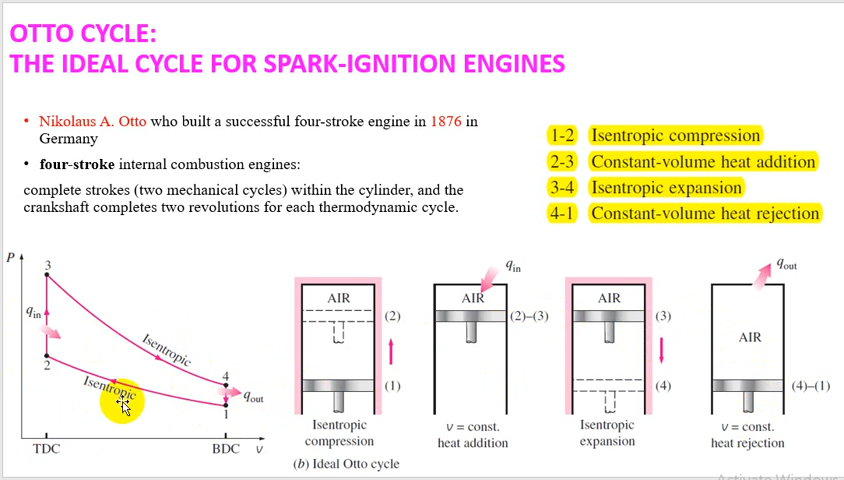 OTTO CYCLE:
THE IDEAL CYCLE FOR SPARK-IGNITION ENGINES
• Nikolaus A. Otto who built a successful four-stroke engine in 1876 in
Germany
• four-stroke internal combustion engines:
complete strokes (two mechanical cycles) within the cylinder, and the
crankshaft completes two revolutions for each thermodynamic cycle.
1-2 Isentropic compression
2-3 Constant-volume heat addition
3-4 Isentropic expansion
4-1 Constant-volume heat rejection
P
3
qin
2
Isentropic
Isentropic
4
qout
1
TDC
BDC
v
AIR
(2)
(1)
Isentropic
compression
qin
AIR
(2)–(3)
v = const.
heat addition
AIR
(3)
(4)
Isentropic
expansion
qout
AIR
(4)–(1)
v = const.
heat rejection
(b) Ideal Otto cycle